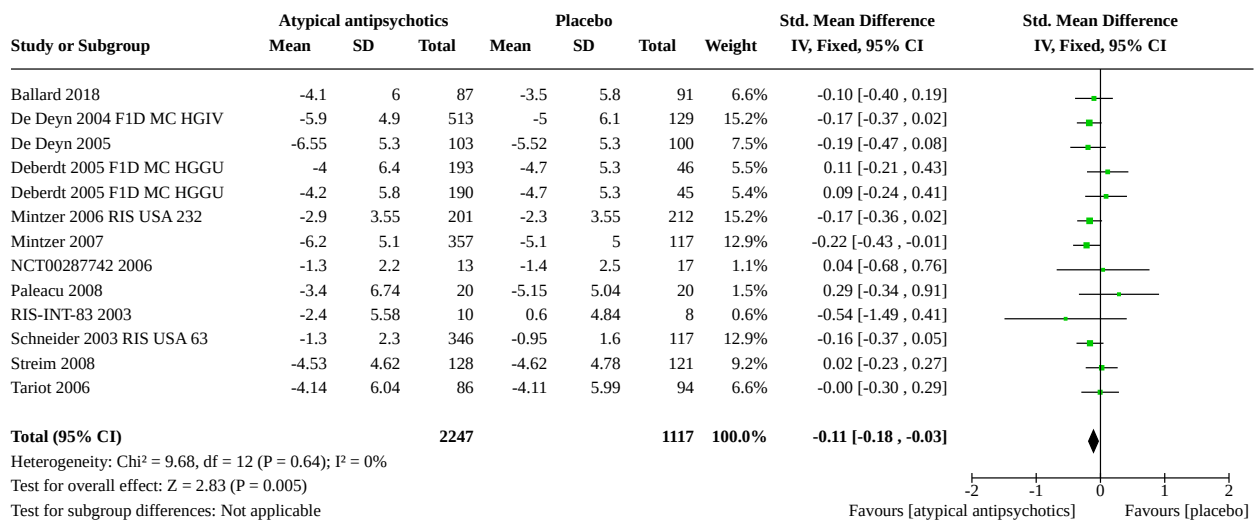 Atypical antipsychotics Placebo Std. Mean Difference Std. Mean Difference
Study or Subgroup Mean SD Total Mean SD Total Weight IV, Fixed, 95% CI IV, Fixed, 95% CI
Ballard 2018 -4.1 6 87 -3.5 5.8 91 6.6% -0.10 [-0.40 , 0.19]
De Deyn 2004 F1D MC HGIV -5.9 4.9 513 -5 6.1 129 15.2% -0.17 [-0.37 , 0.02]
De Deyn 2005 -6.55 5.3 103 -5.52 5.3 100 7.5% -0.19 [-0.47 , 0.08]
Deberdt 2005 F1D MC HGGU -4 6.4 193 -4.7 5.3 46 5.5% 0.11 [-0.21 , 0.43]
Deberdt 2005 F1D MC HGGU -4.2 5.8 190 -4.7 5.3 45 5.4% 0.09 [-0.24 , 0.41]
Mintzer 2006 RIS USA 232 -2.9 3.55 201 -2.3 3.55 212 15.2% -0.17 [-0.36 , 0.02]
Mintzer 2007 -6.2 5.1 357 -5.1 5 117 12.9% -0.22 [-0.43 , -0.01]
NCT00287742 2006 -1.3 2.2 13 -1.4 2.5 17 1.1% 0.04 [-0.68 , 0.76]
Paleacu 2008 -3.4 6.74 20 -5.15 5.04 20 1.5% 0.29 [-0.34 , 0.91]
RIS-INT-83 2003 -2.4 5.58 10 0.6 4.84 8 0.6% -0.54 [-1.49 , 0.41]
Schneider 2003 RIS USA 63 -1.3 2.3 346 -0.95 1.6 117 12.9% -0.16 [-0.37 , 0.05]
Streim 2008 -4.53 4.62 128 -4.62 4.78 121 9.2% 0.02 [-0.23 , 0.27]
Tariot 2006 -4.14 6.04 86 -4.11 5.99 94 6.6% -0.00 [-0.30 , 0.29]
Total (95% CI) 2247 1117 100.0% -0.11 [-0.18 , -0.03]
Heterogeneity: Chi² = 9.68, df = 12 (P = 0.64); I² = 0%
Test for overall effect: Z = 2.83 (P = 0.005)
-2 -1 0 1 2
Test for subgroup differences: Not applicable Favours [atypical antipsychotics] Favours [placebo]